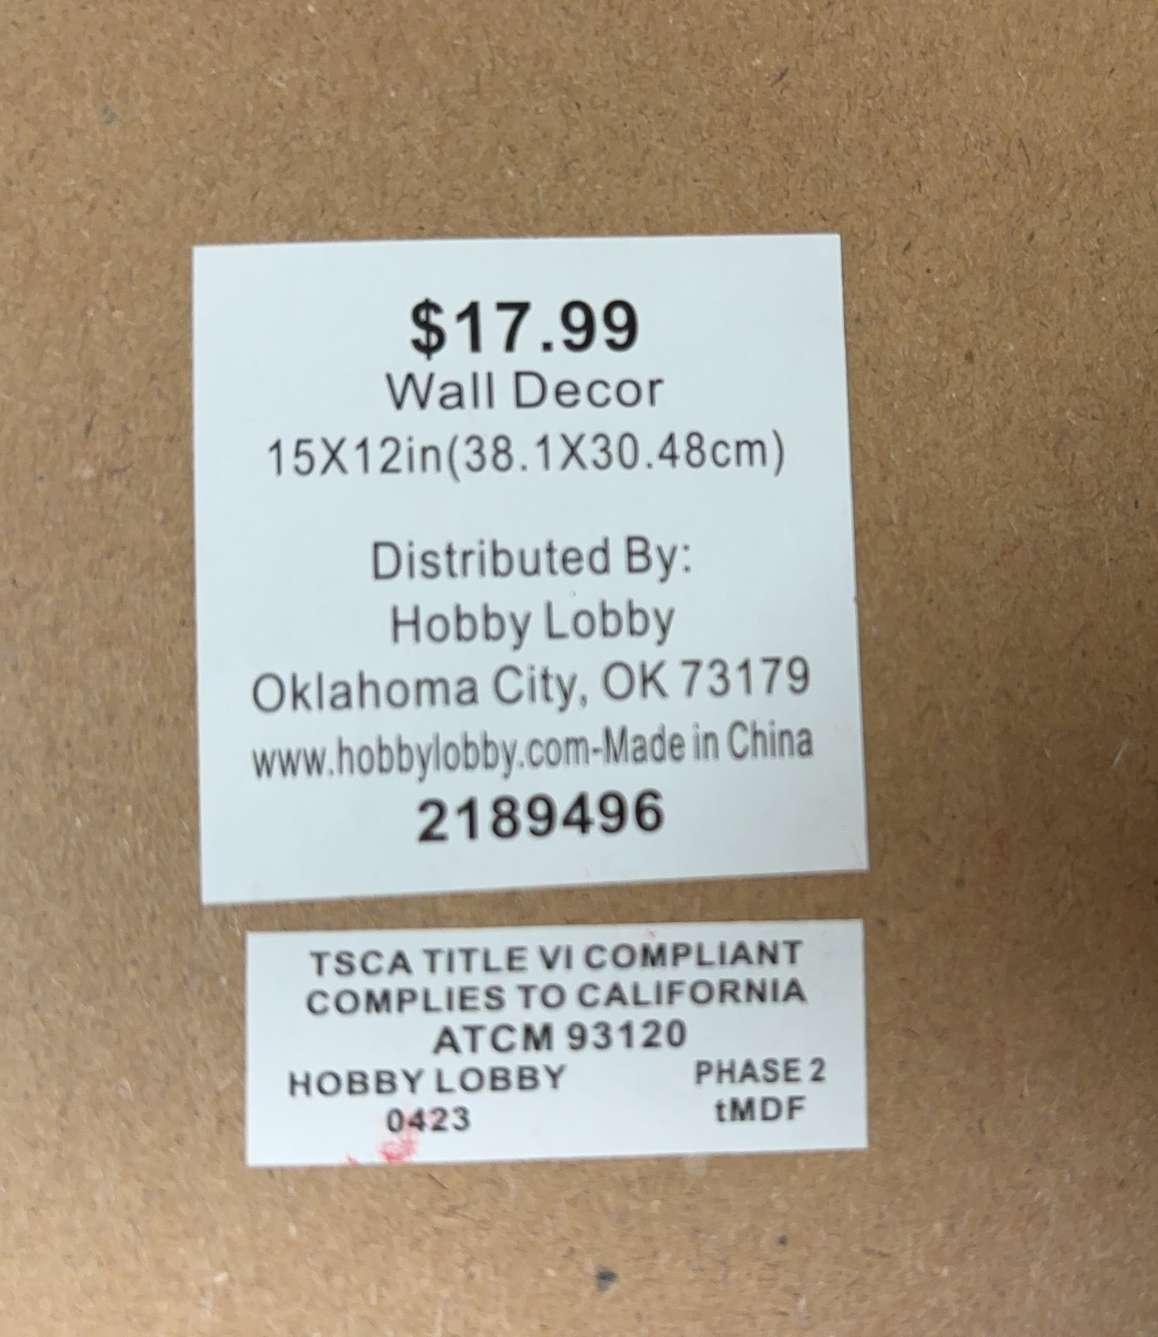 $17.99
Wall Decor
15X12in(38.1X30.48cm)
Distributed By:
Hobby Lobby
Oklahoma City, OK 73179
www.hobbylobby.com-Made in China
2189496
TSCA TITLE VI COMPLIANT
COMPLIES TO CALIFORNIA
ATCM 93120
HOBBY LOBBY PHASE 2
0423 tMDF